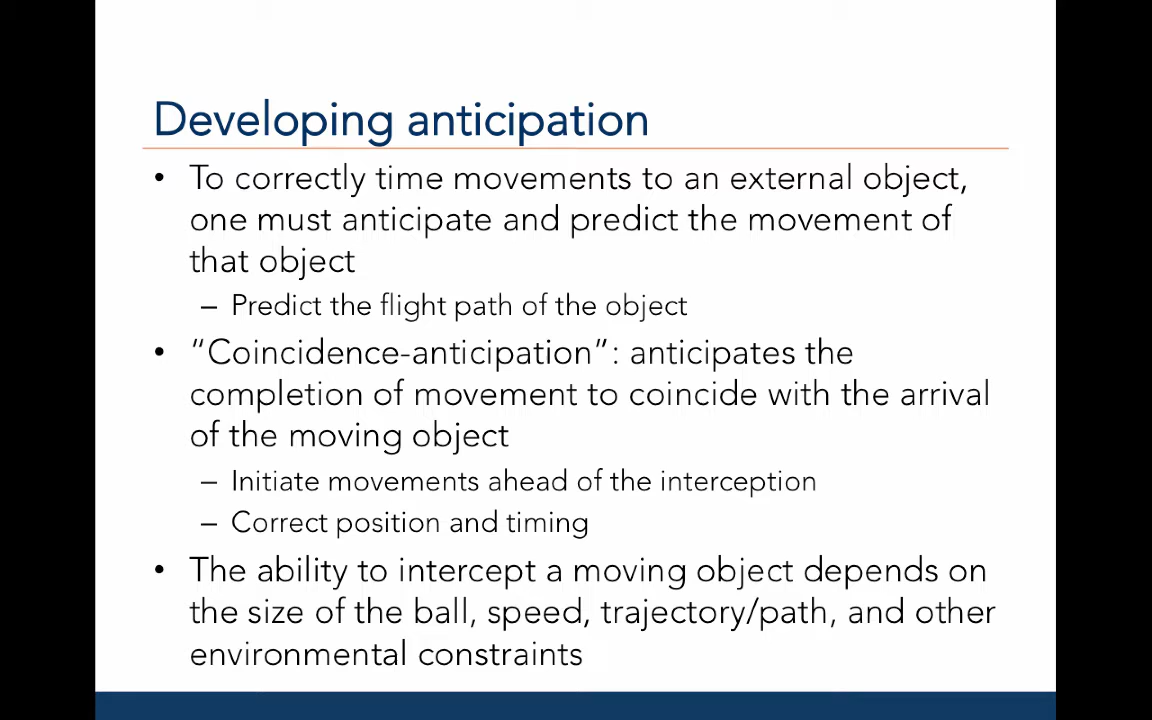 Developing anticipation
• To correctly time movements to an external object,
one must anticipate and predict the movement of
that object
– Predict the flight path of the object
• “Coincidence-anticipation”: anticipates the
completion of movement to coincide with the arrival
of the moving object
– Initiate movements ahead of the interception
– Correct position and timing
• The ability to intercept a moving object depends on
the size of the ball, speed, trajectory/path, and other
environmental constraints